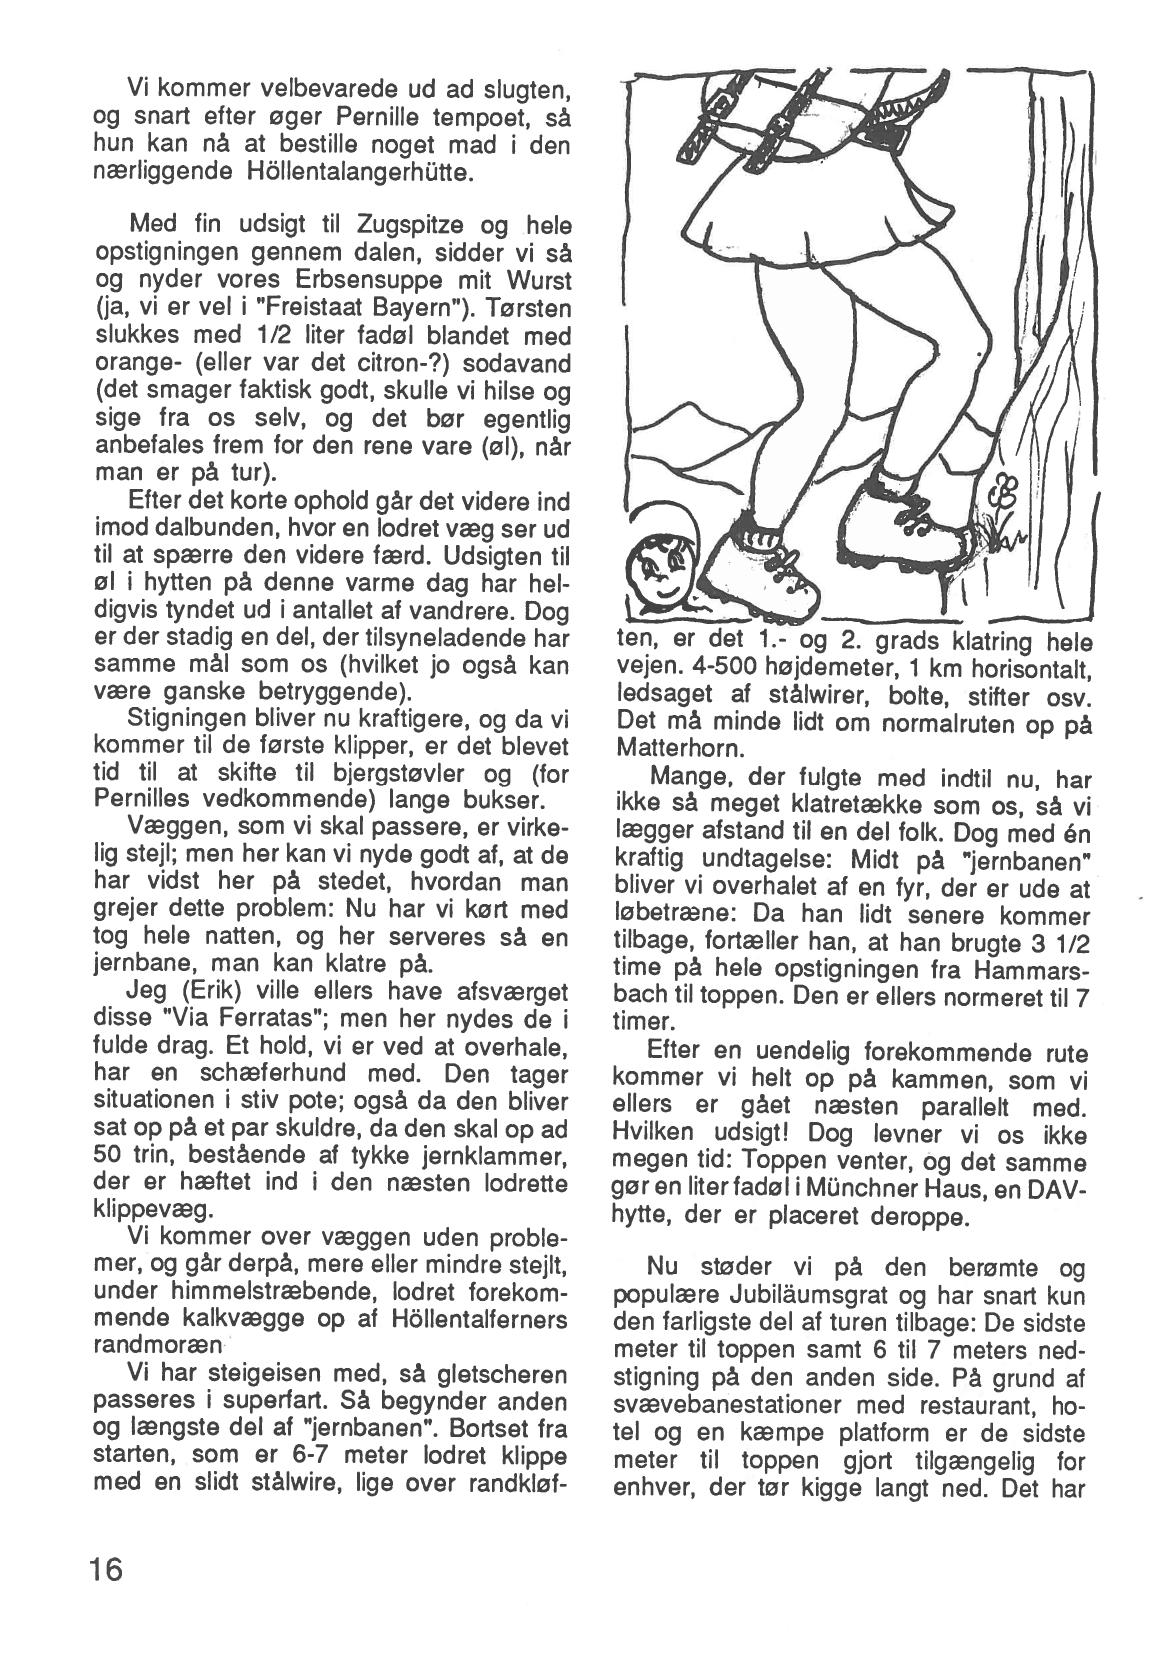 Vi kommer velbevarede ud ad slugten,
og snart efter øger Pernille tempoet, så
hun kan nå at bestille noget mad i den
nærliggende Höllentalangerhütte.
Med fin udsigt til Zugspitze og hele
opstigningen gennem dalen, sidder vi så
og nyder vores Erbsensuppe mit Wurst
(ja, vi er vel i "Freistaat Bayern"). Tørsten
slukkes med 1/2 liter fadøl blandet med
orange- (eller var det citron-?) sodavand
(det smager faktisk godt, skulle vi hilse og
sige fra os selv, og det bør egentlig
anbefales frem for den rene vare (øl), når
man er på tur).
Efter det korte ophold går det videre ind
imod dalbunden, hvor en lodret væg ser ud
til at spærre den videre færd. Udsigten til
øl i hytten på denne varme dag har hel-
digvis tyndet ud i antallet af vandrere. Dog
er der stadig en del, der tilsyneladende har
samme mål som os (hvilket jo også kan
være ganske betryggende).
Stigningen bliver nu kraftigere, og da vi
kommer til de første klipper, er det blevet
tid til at skifte til bjergstøvler og (for
Pernilles vedkommende) lange bukser.
Væggen, som vi skal passere, er virke-
lig stejl; men her kan vi nyde godt af, at de
har vidst her på stedet, hvordan man
grejer dette problem: Nu har vi kørt med
tog hele natten, og her serveres så en
jernbane, man kan klatre på.
Jeg (Erik) ville ellers have afsværget
disse "Via Ferratas"; men her nydes de i
fulde drag. Et hold, vi er ved at overhale,
har en schæferhund med. Den tager
situationen i stiv pote; også da den bliver
sat op på et par skuldre, da den skal op ad
50 trin, bestående af tykke jernklammer,
der er hæftet ind i den næsten lodrette
klippevæg.
Vi kommer over væggen uden proble-
mer, og går derpå, mere eller mindre stejlt,
under himmelstræbende, lodret forekom-
mende kalkvægge op af Höllentalferners
randmoræn
Vi har steigeisen med, så gletscheren
passeres i superfart. Så begynder anden
og længste del af "jernbanen". Bortset fra
starten, som er 6-7 meter lodret klippe
med en slidt stålwire, lige over randkløf-
ten, er det 1.- og 2. grads klatring hele
vejen. 4-500 højdemeter, 1 km horisontalt,
ledsaget af stålwirer, bolte, stifter osv.
Det må minde lidt om normalruten op på
Matterhorn.
Mange, der fulgte med indtil nu, har
ikke så meget klatretække som os, så vi
lægger afstand til en del folk. Dog med én
kraftig undtagelse: Midt på "jernbanen"
bliver vi overhalet af en fyr, der er ude at
løbetræne: Da han lidt senere kommer
tilbage, fortæller han, at han brugte 3 1/2
time på hele opstigningen fra Hammars-
bach til toppen. Den er ellers normeret til 7
timer.
Efter en uendelig forekommende rute
kommer vi helt op på kammen, som vi
ellers er gået næsten parallelt med.
Hvilken udsigt! Dog levner vi os ikke
megen tid: Toppen venter, og det samme
gør en liter fadøl i Münchner Haus, en DAV-
hytte, der er placeret deroppe.
Nu støder vi på den berømte og
populære Jubiläumsgrat og har snart kun
den farligste del af turen tilbage: De sidste
meter til toppen samt 6 til 7 meters ned-
stigning på den anden side. På grund af
svævebanestationer med restaurant, ho-
tel og en kæmpe platform er de sidste
meter til toppen gjort tilgængelig for
enhver, der tør kigge langt ned. Det har
16